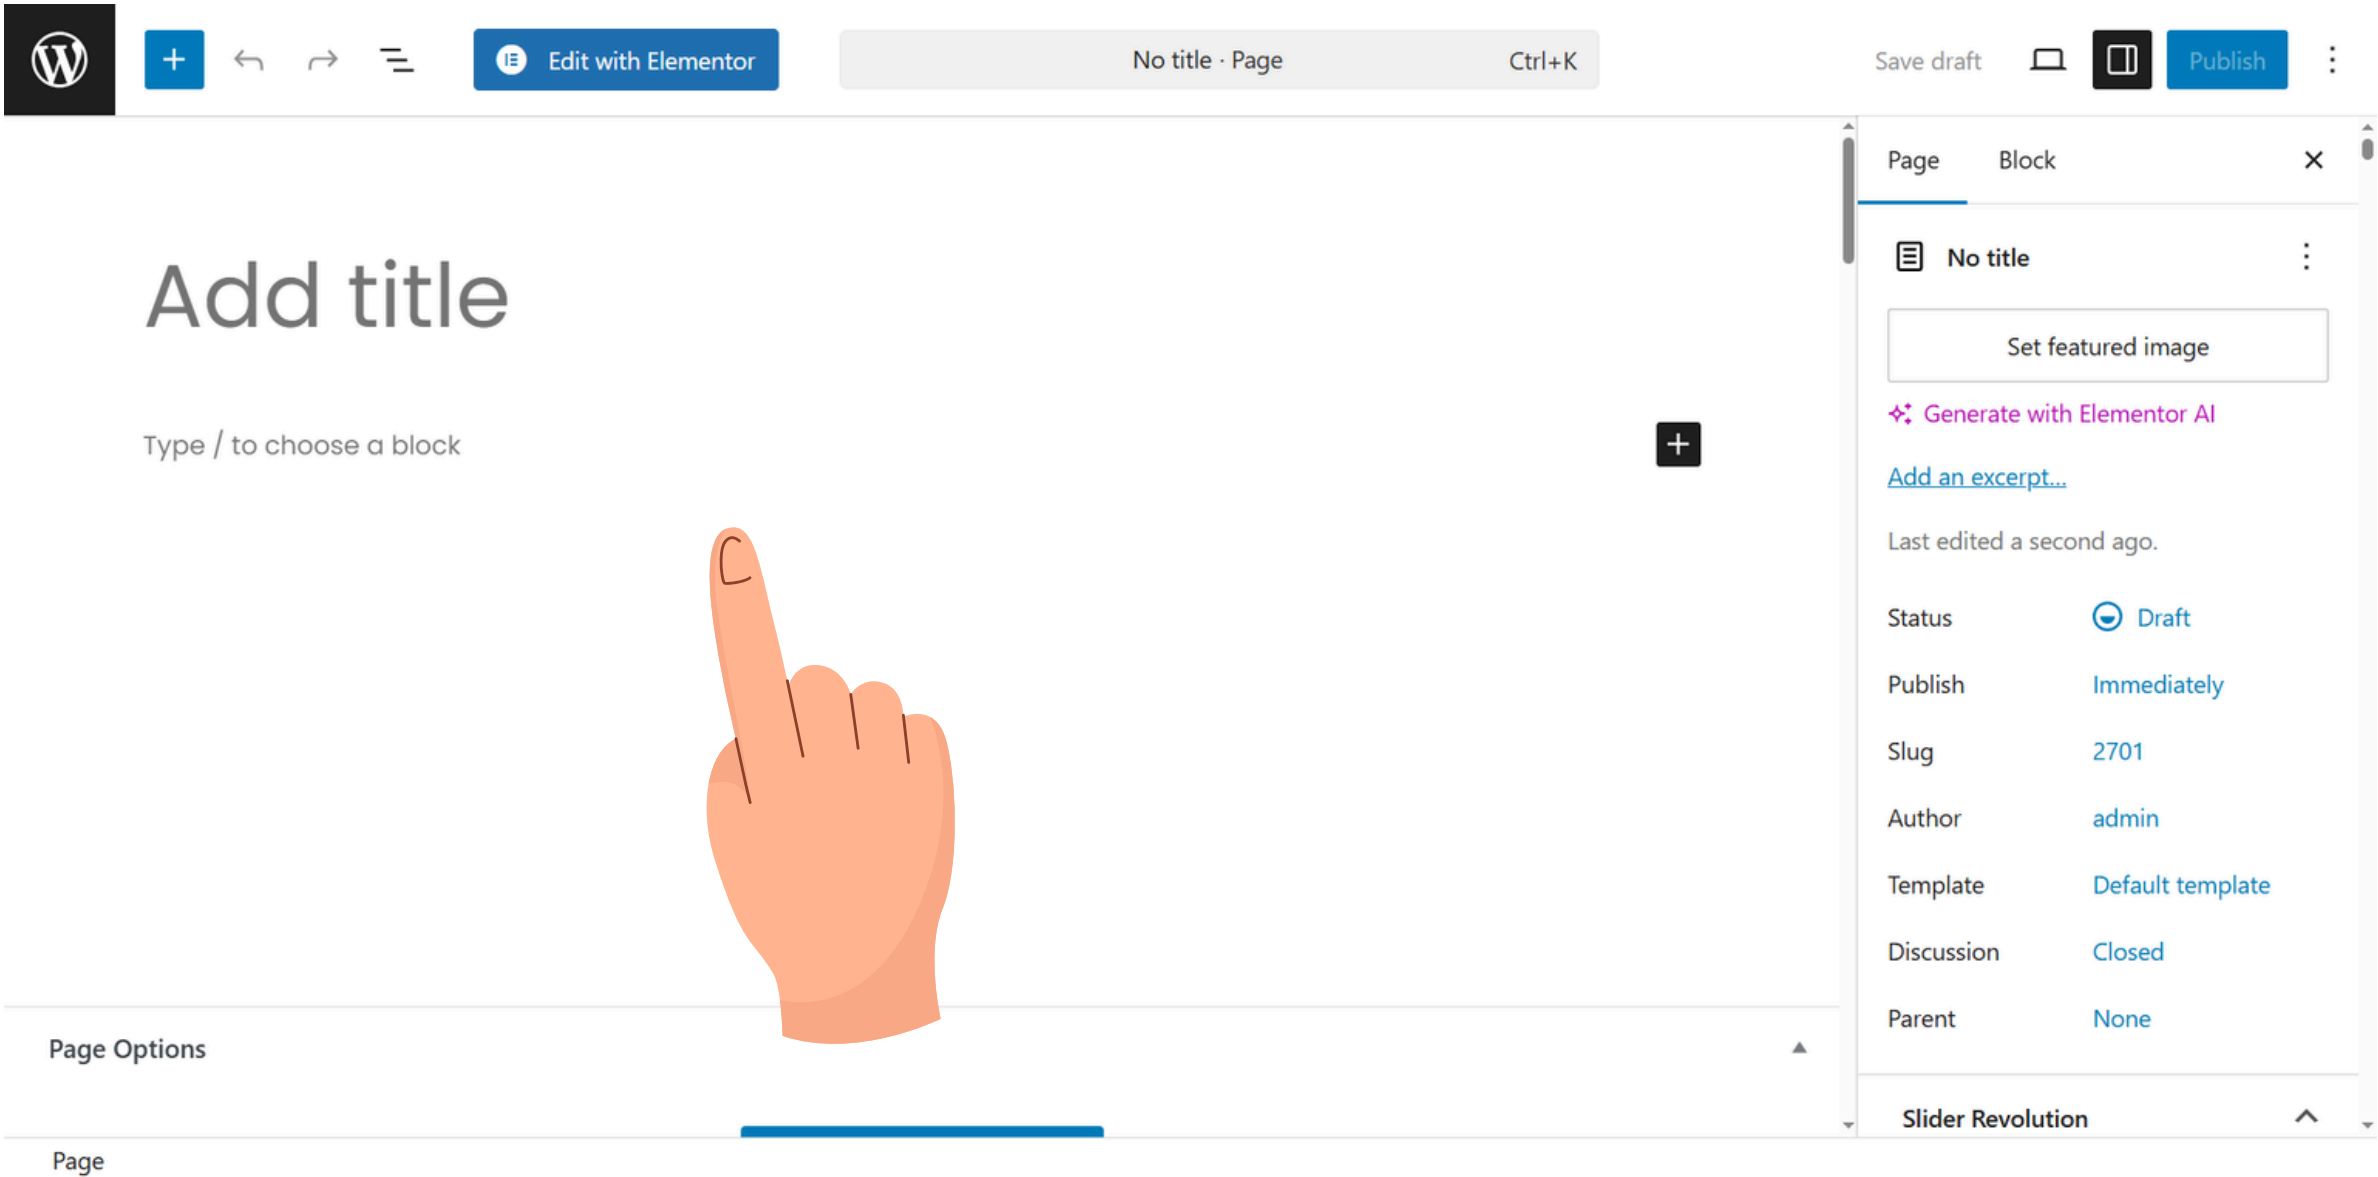 Edit with Elementor
No title · Page
Ctrl+K
Save draft
Publish
Add title
Type / to choose a block
Page
Block
No title
Set featured image
Generate with Elementor AI
Add an excerpt...
Last edited a second ago.
Status Draft
Publish Immediately
Slug 2701
Author admin
Template Default template
Discussion Closed
Parent None
Slider Revolution
Page Options
Page